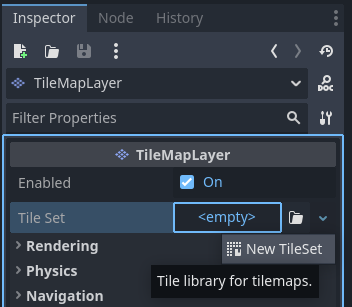 Inspector
Node
History
TileMapLayer
DOC
Filter Properties
TileMapLayer
Enabled
On
Tile Set
<empty>
New TileSet
Rendering
Physics
Tile library for tilemaps.
Navigation